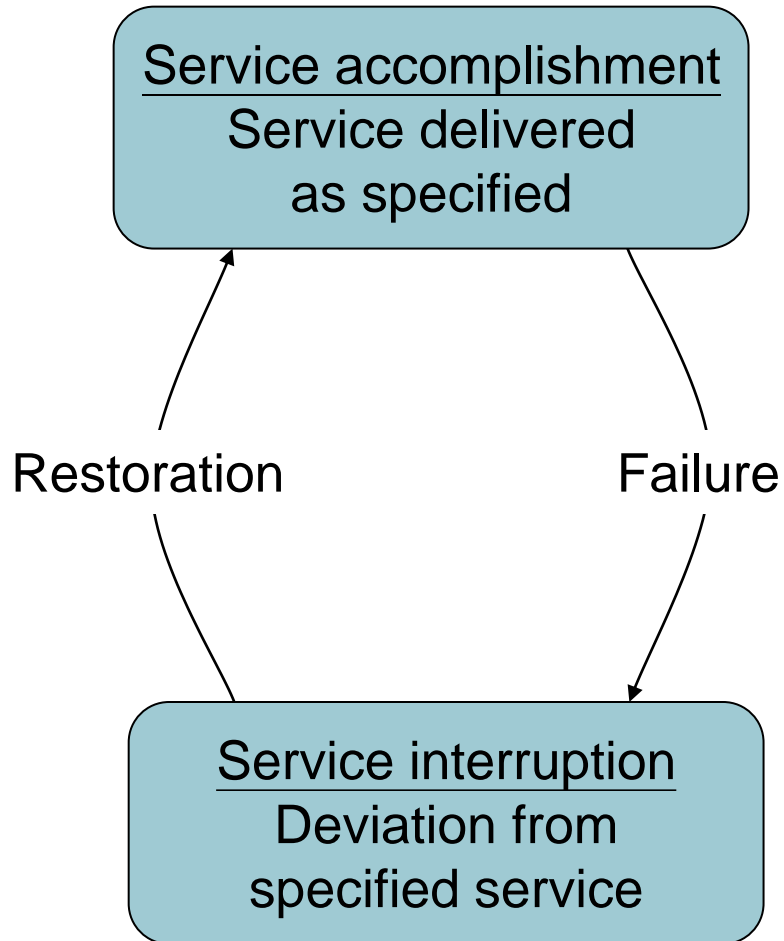 Service accomplishment
Service delivered
as specified
Restoration
Failure
Service interruption
Deviation from
specified service